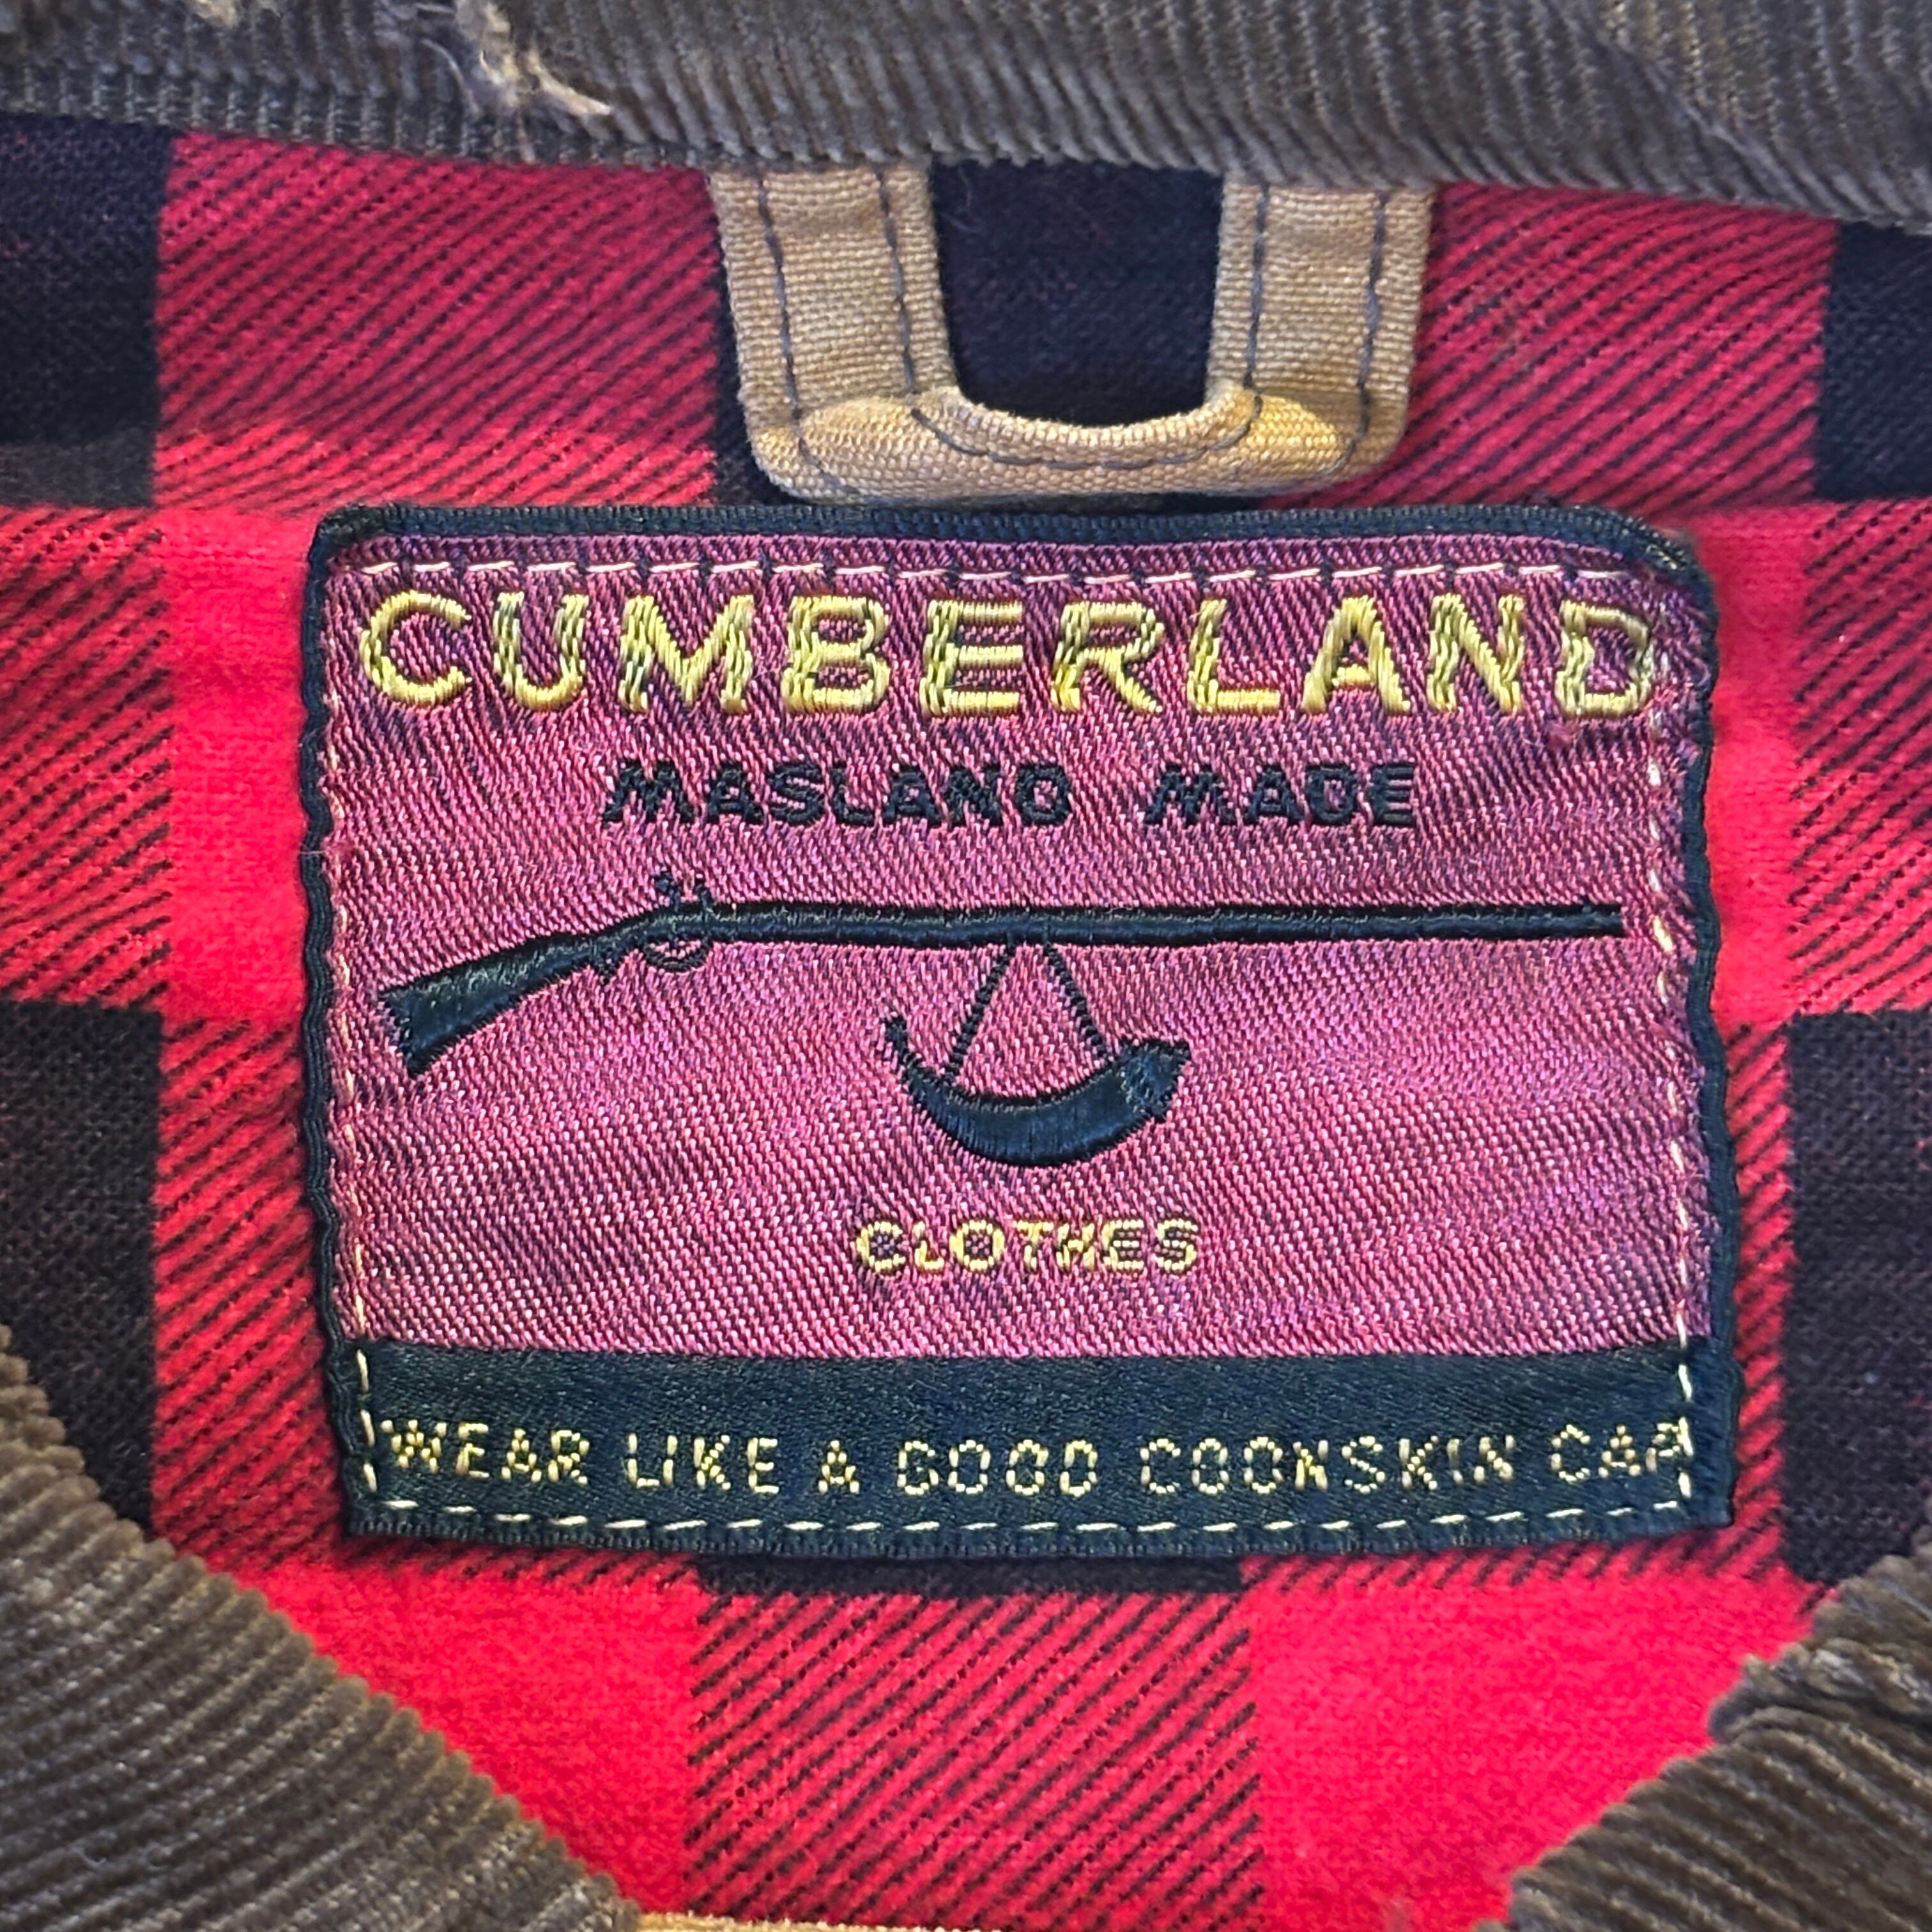 CUMBERLAND
MASLAND MADE
CLOTHES
WEAR LIKE A GOOD COONSKIN CAP